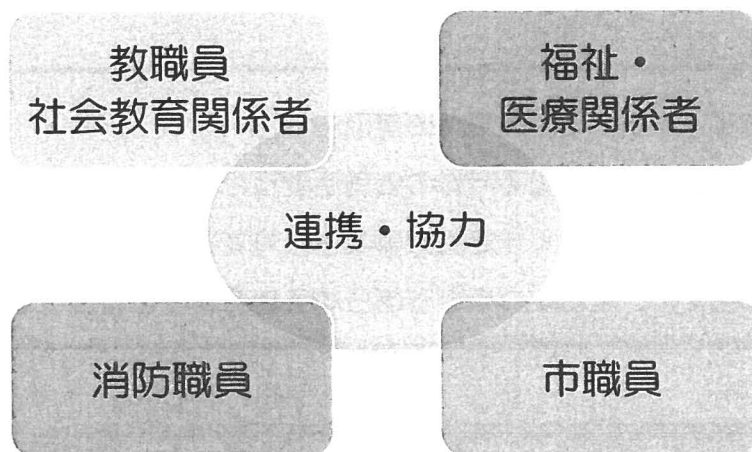 教職員
社会教育関係者
福祉・
医療関係者
連携・協力
消防職員
市職員